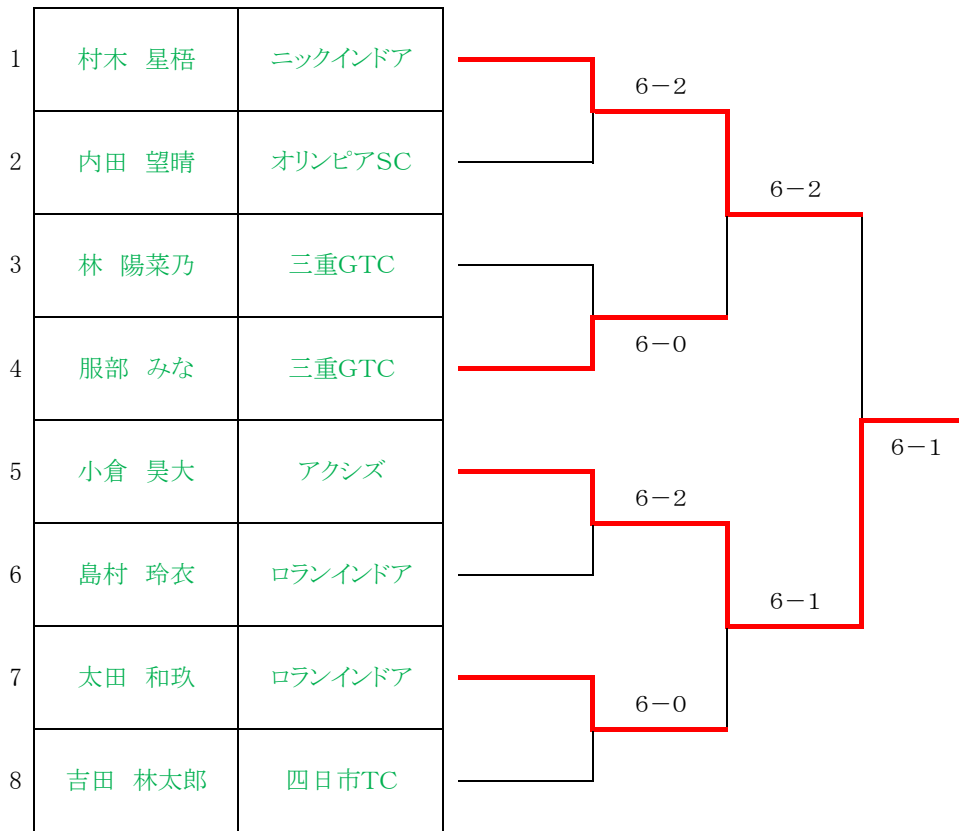 1 村木 星梧 ニックインドア
6−2
2 内田 望晴 オリンピアSC
6−2
3 林 陽菜乃 三重GTC
6−0
4 服部 みな 三重GTC
6−1
5 小倉 昊大 アクシズ
6−2
6 島村 玲衣 ロランインドア
6−1
7 太田 和玖 ロランインドア
6−0
8 吉田 林太郎 四日市TC